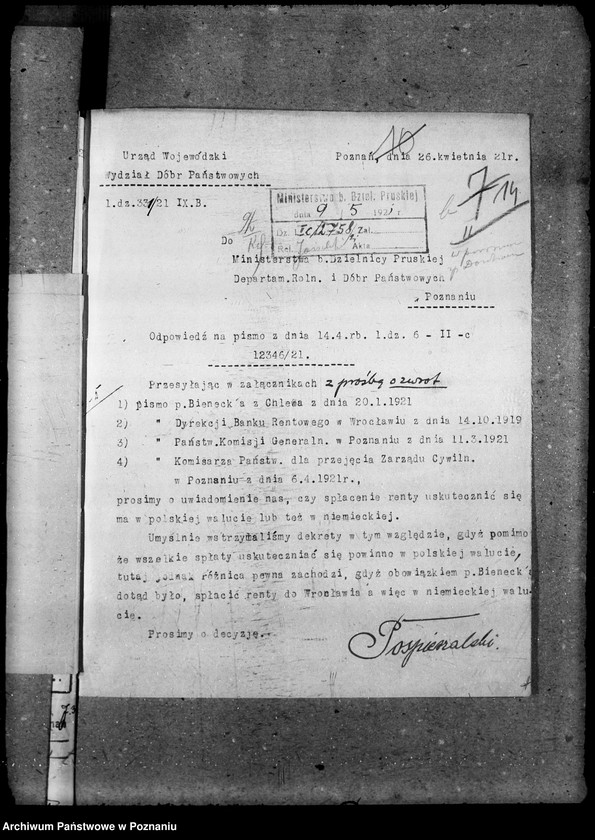 Urząd Wojewódzki
Wydział Dóbr Państwowych
l.dz.331/21 IX.B.
Poznań, dnia 26.kwietnia 21r.
Ministerstwo b. Dziel. Pruskiej
dnia 9 5 1921 r.
Zał.
Akta
7
14
II
Do
Ministerstwa b.Dzielnicy Pruskiej
Departam.Roln. i Dóbr Państwowych
Poznaniu
Odpowiedź na pismo z dnia 14.4.rb. l.dz. 6 - II -c
12346/21.
Przesyłając w załącznikach z prośbą o zwrot
1) pismo p.Bieneck'a z Chlewa z dnia 20.1.1921
2) " Dyrekcji Banku Rentowego w Wrocławiu z dnia 14.10.1919
3) " Państw.Komisji Generaln. w Poznaniu z dnia 11.3.1921
4) " Komisarza Państw. dla przejęcia Zarządu Cywiln.
w Poznaniu z dnia 6.4.1921r.,
prosimy o uwiadomienie nas, czy spłacenie renty uskutecznić się
ma w polskiej walucie lub też w niemieckiej.
Umyślnie wstrzymaliśmy dekrety w tym względzie, gdyż pomimo
że wszelkie spłaty uskuteczniać się powinno w polskiej walucie,
tutaj jednak różnica pewna zachodzi, gdyż obowiązkiem p.Bieneck'a
dotąd było, spłacić renty do Wrocławia a więc w niemieckiej walu-
cie.
Prosimy o decyzję.
Pospieszalski.
Archiwum Państwowe w Poznaniu